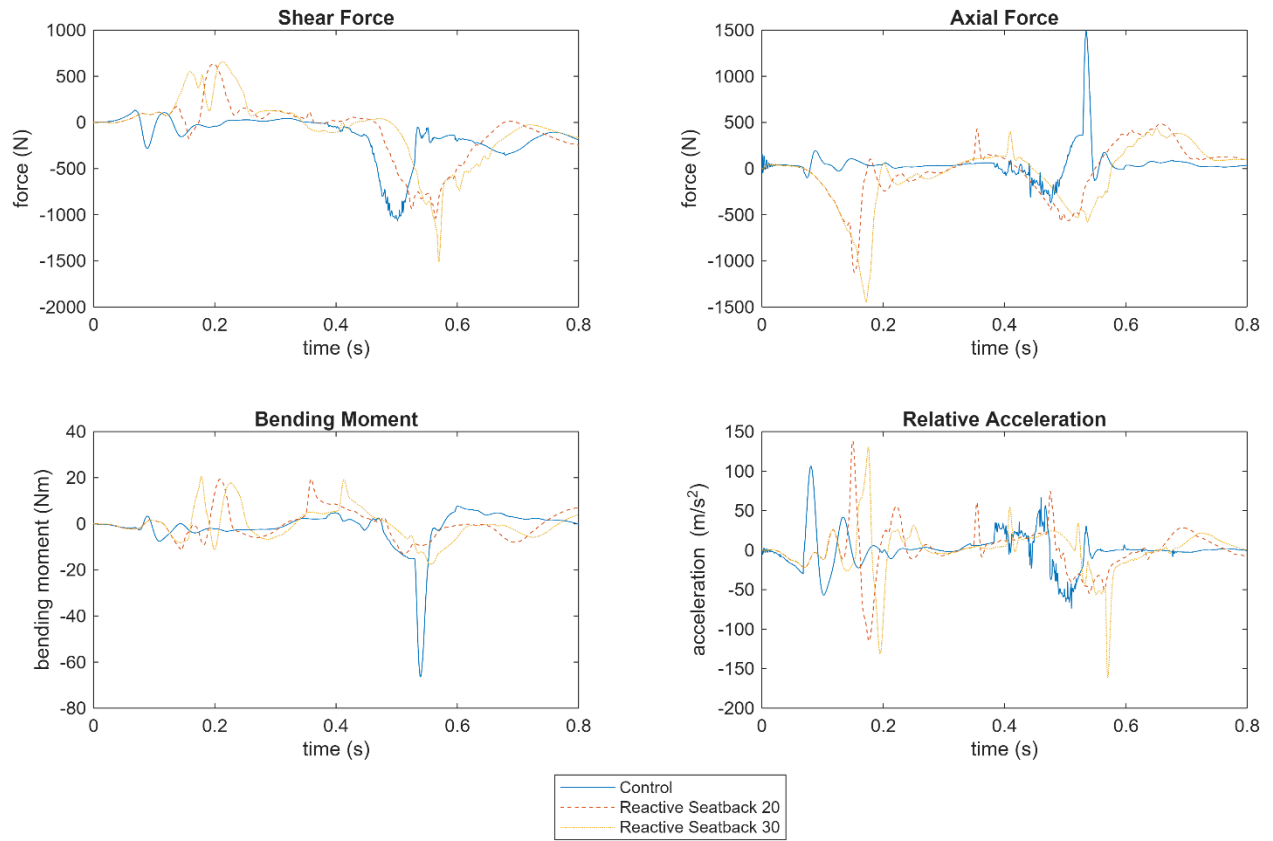 Shear Force
1000
500
0
-500
-1000
-1500
-2000
force (N)
0 0.2 0.4 0.6 0.8
time (s)
Axial Force
1500
1000
500
0
-500
-1000
-1500
force (N)
0 0.2 0.4 0.6 0.8
time (s)
Bending Moment
40
20
0
-20
-40
-60
-80
bending moment (Nm)
0 0.2 0.4 0.6 0.8
time (s)
Relative Acceleration
150
100
50
0
-50
-100
-150
-200
acceleration (m/s²)
0 0.2 0.4 0.6 0.8
time (s)
Control
Reactive Seatback 20
Reactive Seatback 30